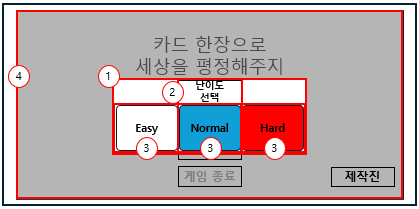 카드 한장으로
세상을 평정해주지
4
1
2
난이도
선택
Easy
Normal
Hard
3
3
3
게임 종료
제작진